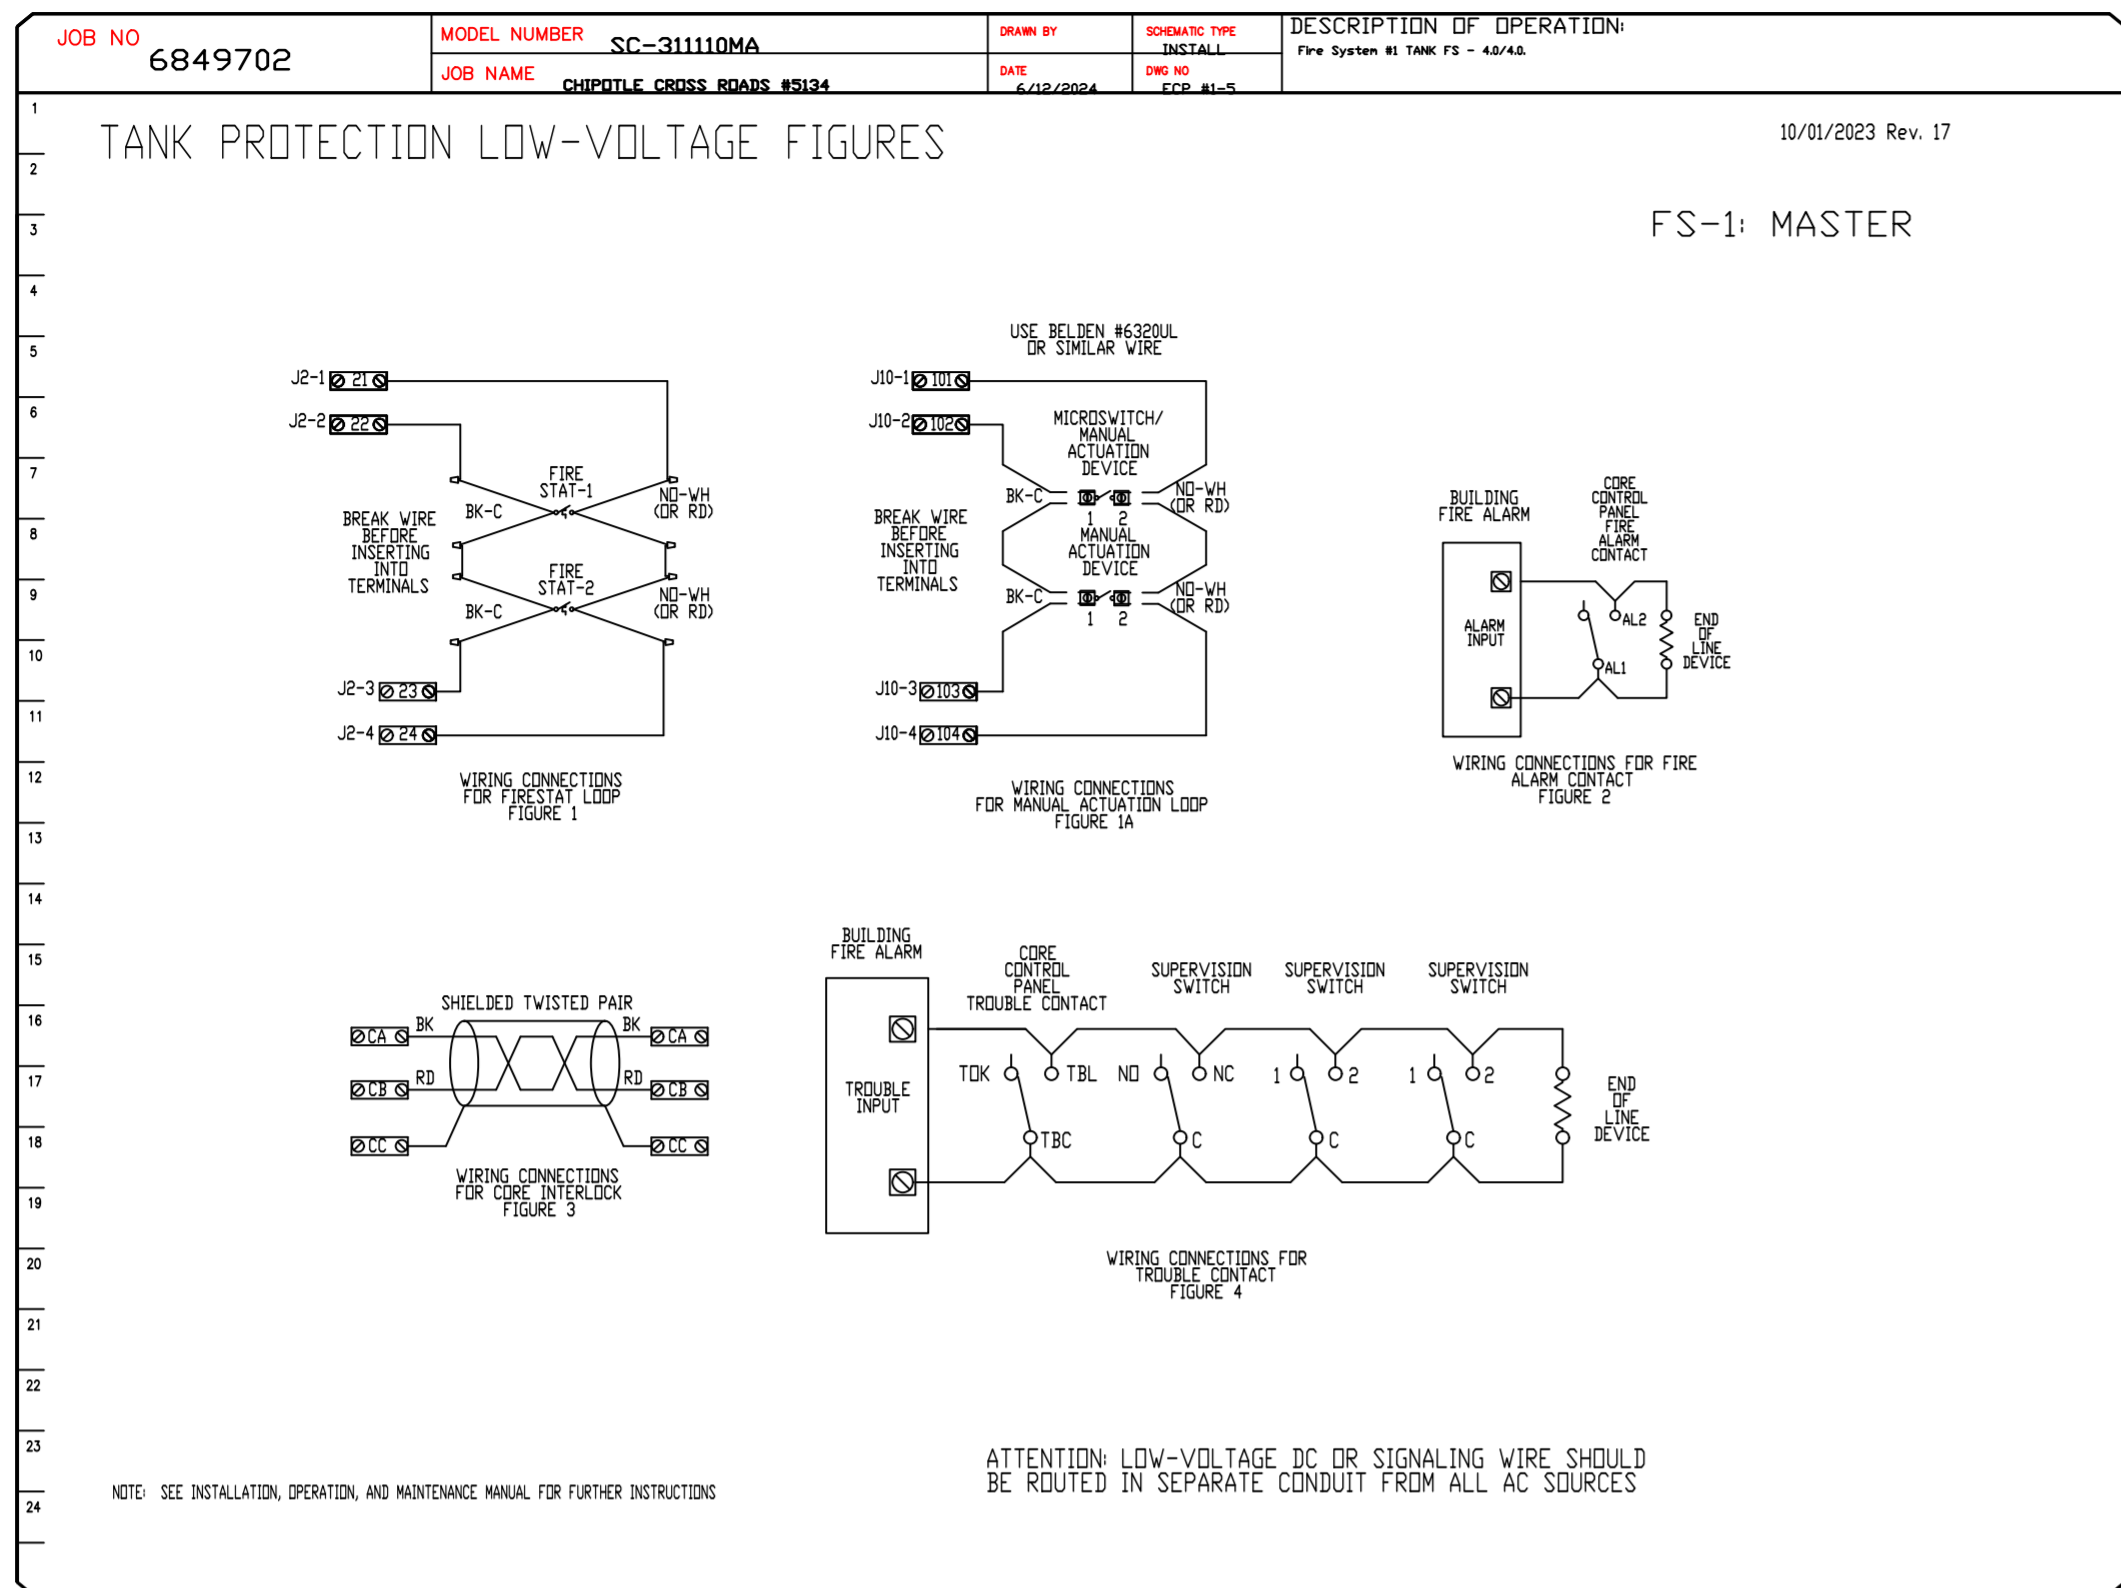 JOB NO 6849702
MODEL NUMBER SC-311110MA
JOB NAME CHIPOTLE CROSS ROADS #5134
DRAWN BY
DATE 6/12/2024
SCHEMATIC TYPE INSTALL
DWG NO ECP #1-5
DESCRIPTION OF OPERATION:
Fire System #1 TANK FS - 4.0/4.0.
1
2
3
4
5
6
7
8
9
10
11
12
13
14
15
16
17
18
19
20
21
22
23
24
TANK PROTECTION LOW-VOLTAGE FIGURES
10/01/2023 Rev. 17
FS-1: MASTER
J2-1 21
J2-2 22
FIRE
STAT-1
BK-C
NO-WH
(OR RD)
BREAK WIRE
BEFORE
INSERTING
INTO
TERMINALS
FIRE
STAT-2
BK-C
NO-WH
(OR RD)
J2-3 23
J2-4 24
WIRING CONNECTIONS
FOR FIRESTAT LOOP
FIGURE 1
USE BELDEN #6320UL
OR SIMILAR WIRE
J10-1 101
J10-2 102
MICROSWITCH/
MANUAL
ACTUATION
DEVICE
BK-C
1 2
NO-WH
(OR RD)
BREAK WIRE
BEFORE
INSERTING
INTO
TERMINALS
MANUAL
ACTUATION
DEVICE
BK-C
1 2
NO-WH
(OR RD)
J10-3 103
J10-4 104
WIRING CONNECTIONS
FOR MANUAL ACTUATION LOOP
FIGURE 1A
BUILDING
FIRE ALARM
CORE
CONTROL
PANEL
FIRE
ALARM
CONTACT
ALARM
INPUT
AL2
AL1
END
OF
LINE
DEVICE
WIRING CONNECTIONS FOR FIRE
ALARM CONTACT
FIGURE 2
SHIELDED TWISTED PAIR
CA BK BK CA
CB RD RD CB
CC CC
WIRING CONNECTIONS
FOR CORE INTERLOCK
FIGURE 3
BUILDING
FIRE ALARM
TROUBLE
INPUT
CORE
CONTROL
PANEL
TROUBLE CONTACT
SUPERVISION
SWITCH
SUPERVISION
SWITCH
SUPERVISION
SWITCH
TOK TBL NO NC 1 2 1 2
TBC C C C
END
OF
LINE
DEVICE
WIRING CONNECTIONS FOR
TROUBLE CONTACT
FIGURE 4
NOTE: SEE INSTALLATION, OPERATION, AND MAINTENANCE MANUAL FOR FURTHER INSTRUCTIONS
ATTENTION: LOW-VOLTAGE DC OR SIGNALING WIRE SHOULD
BE ROUTED IN SEPARATE CONDUIT FROM ALL AC SOURCES